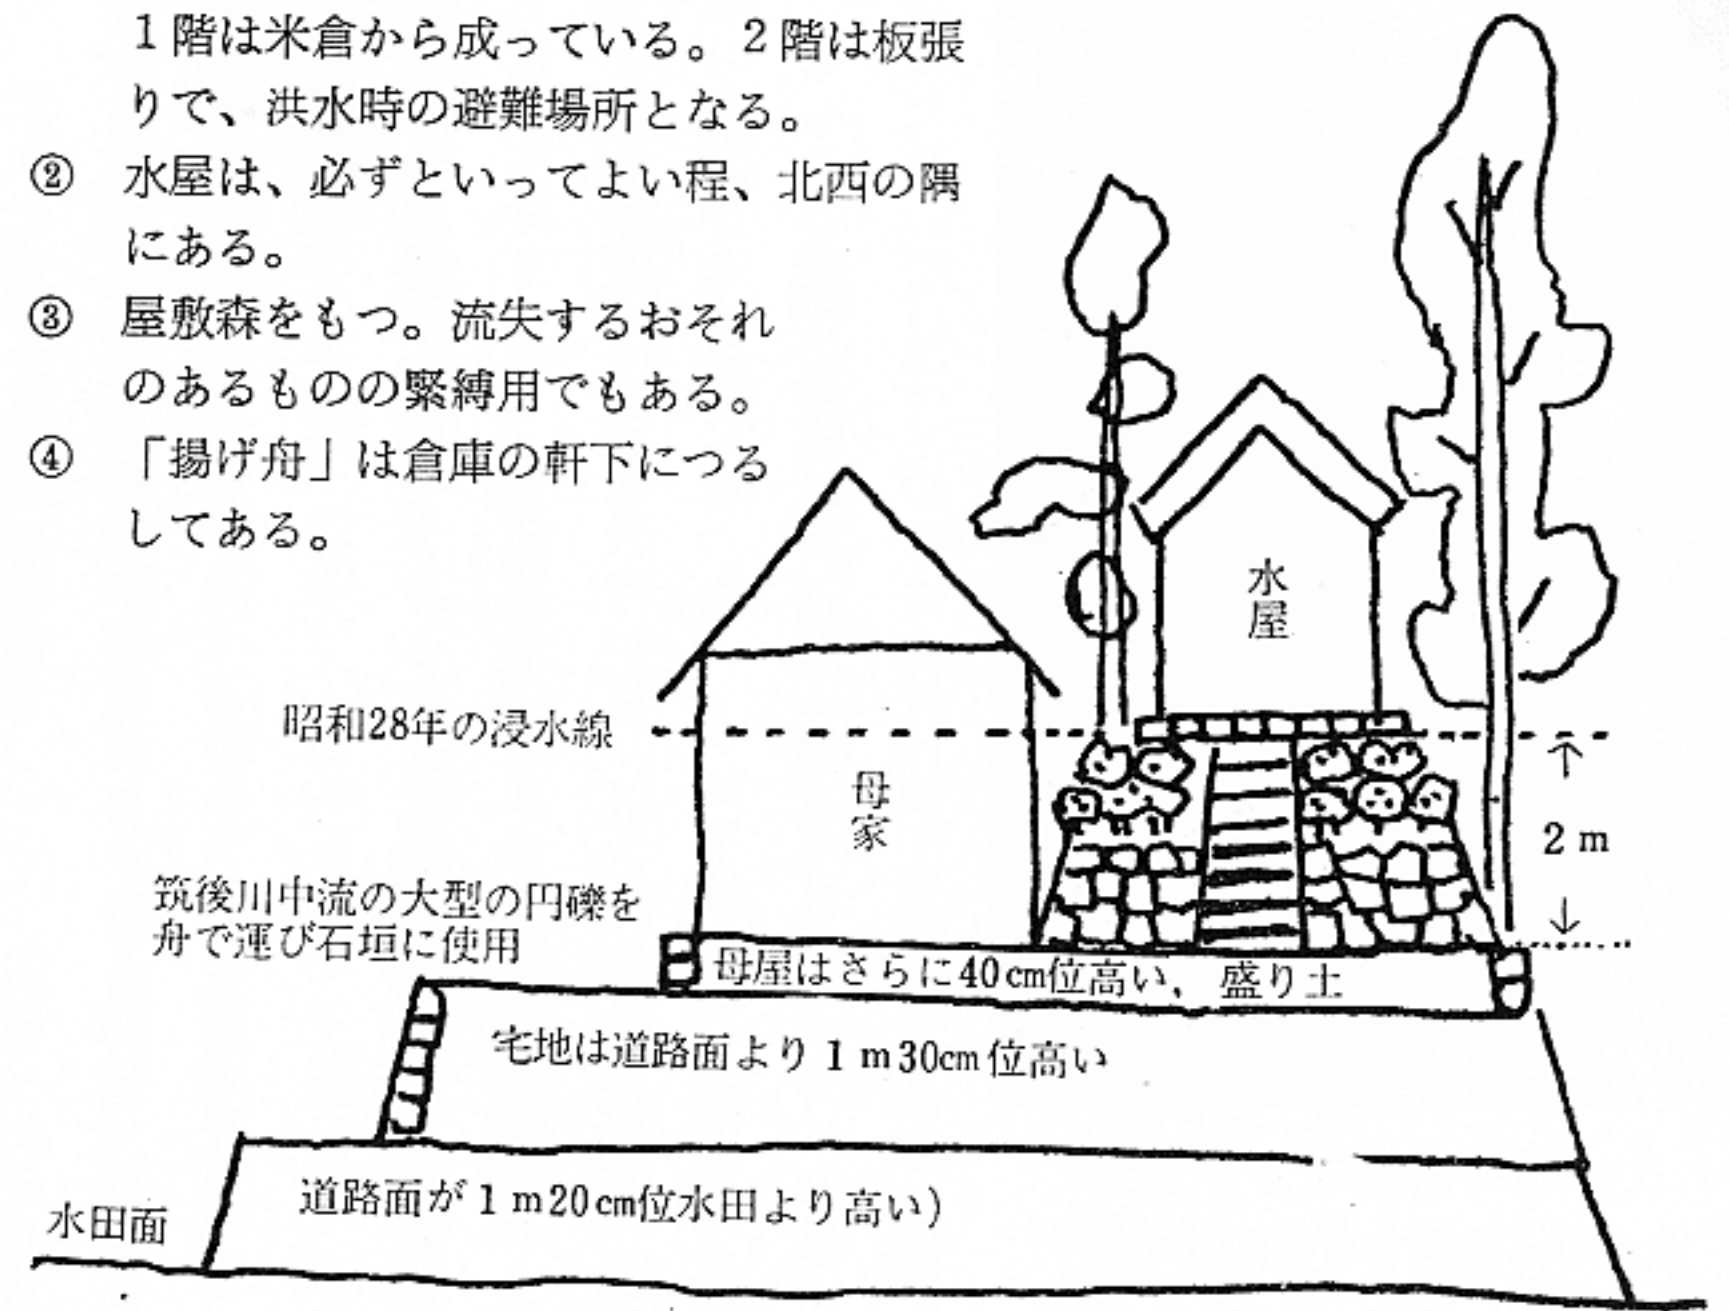 1階は米倉から成っている。2階は板張
りで、洪水時の避難場所となる。
② 水屋は、必ずといってよい程、北西の隅
にある。
③ 屋敷森をもつ。流失するおそれ
のあるものの緊縛用でもある。
④ 「揚げ舟」は倉庫の軒下につる
してある。
水屋
昭和28年の浸水線
母家
2m
筑後川中流の大型の円礫を
舟で運び石垣に使用
母屋はさらに40cm位高い、盛り土
宅地は道路面より1m30cm位高い
道路面が1m20cm位水田より高い)
水田面